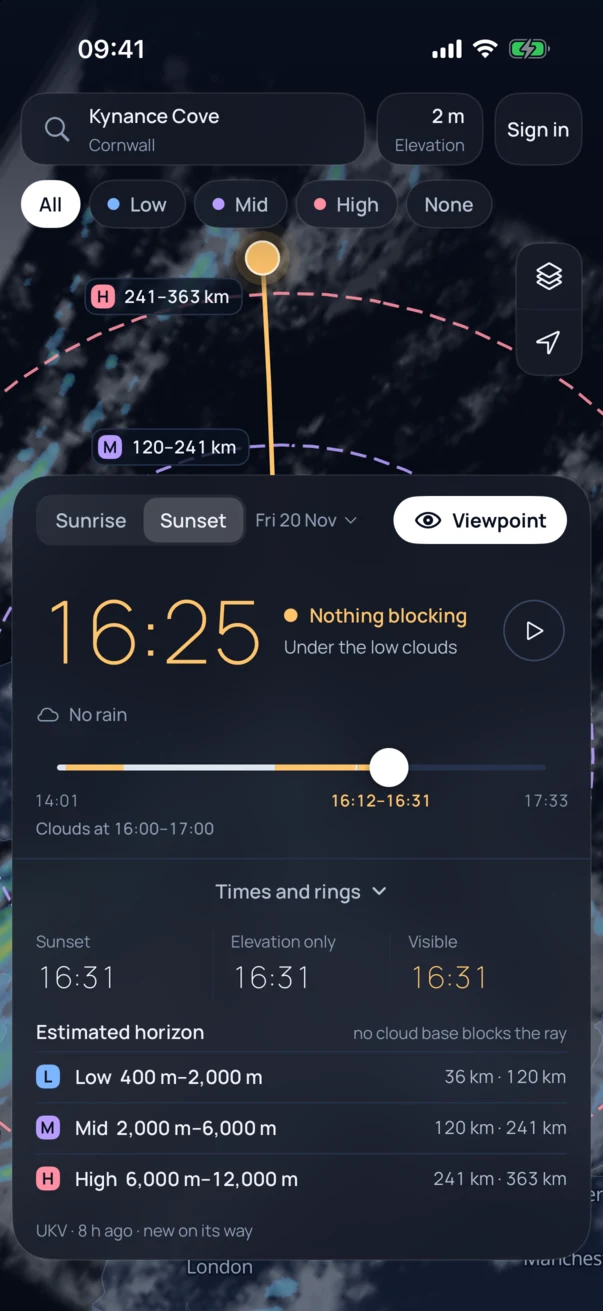 09:41
Kynance Cove
Cornwall
2 m
Elevation
Sign in
All
Low
Mid
High
None
H 241–363 km
M 120–241 km
Sunrise
Sunset
Fri 20 Nov
Viewpoint
16:25
Nothing blocking
Under the low clouds
No rain
14:01
16:12–16:31
17:33
Clouds at 16:00–17:00
Times and rings
Sunset
Elevation only
Visible
16:31
16:31
16:31
Estimated horizon
no cloud base blocks the ray
L Low 400 m–2,000 m 36 km · 120 km
M Mid 2,000 m–6,000 m 120 km · 241 km
H High 6,000 m–12,000 m 241 km · 363 km
UKV · 8 h ago · new on its way
London